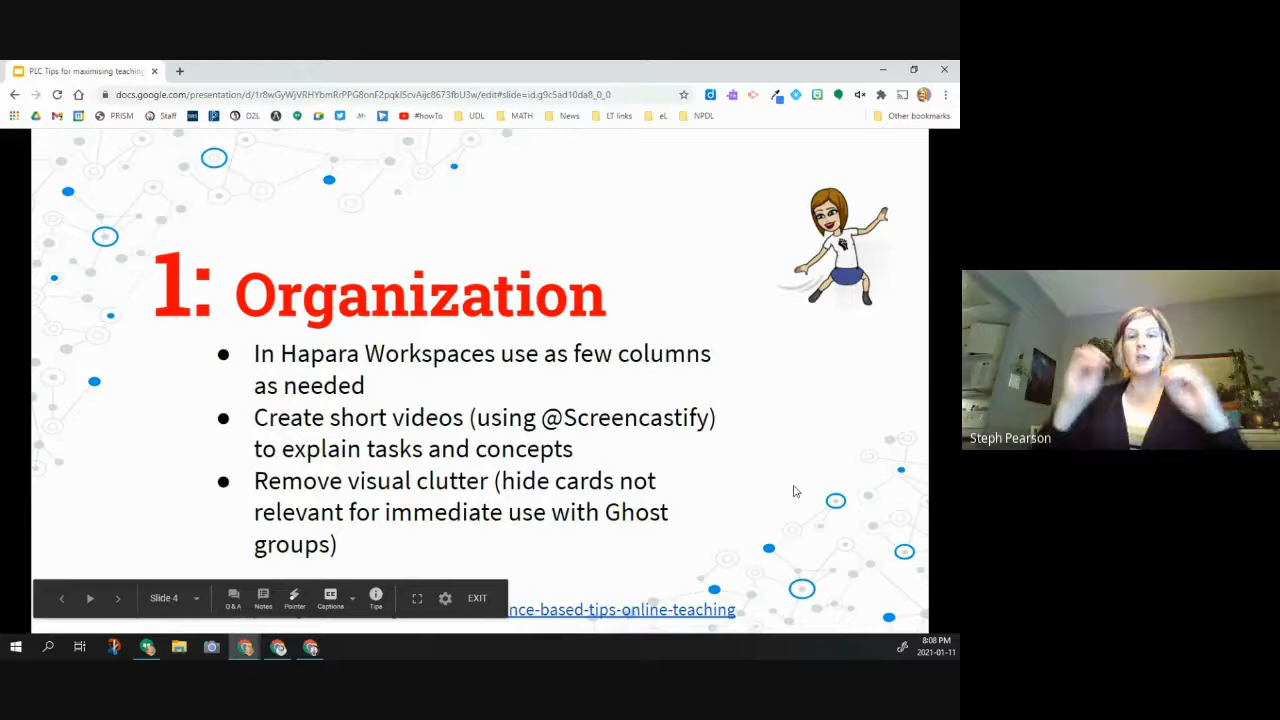 PLC Tips for maximising teaching
docs.google.com/presentation/d/1r8wGyWjVRHYbmRrPPG8onF2pqkIScvAijc8673fbU3w/edit#slide=id.g9c5ad10da8_0_0
PRISM Staff D2L #howTo UDL MATH News LT links eL NPDL Other bookmarks
1: Organization
● In Hapara Workspaces use as few columns
as needed
● Create short videos (using @Screencastify)
to explain tasks and concepts
● Remove visual clutter (hide cards not
relevant for immediate use with Ghost
groups)
Steph Pearson
Slide 4 Q & A Notes Pointer Captions Tips EXIT
nce-based-tips-online-teaching
8:08 PM
2021-01-11